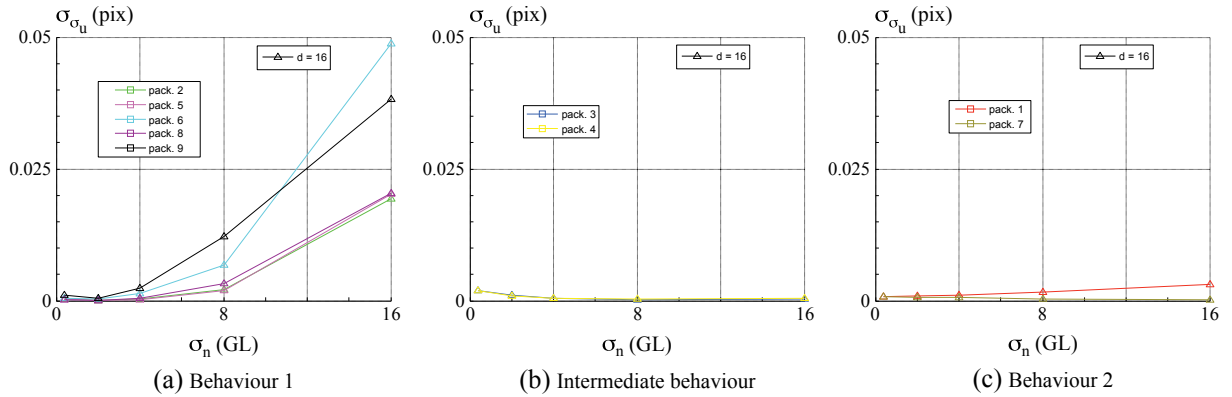 σσu (pix)
0.05
0.025
0
d = 16
pack. 2
pack. 5
pack. 6
pack. 8
pack. 9
0 8 16
σn (GL)
(a) Behaviour 1
σσu (pix)
0.05
0.025
0
d = 16
pack. 3
pack. 4
0 8 16
σn (GL)
(b) Intermediate behaviour
σσu (pix)
0.05
0.025
0
d = 16
pack. 1
pack. 7
0 8 16
σn (GL)
(c) Behaviour 2